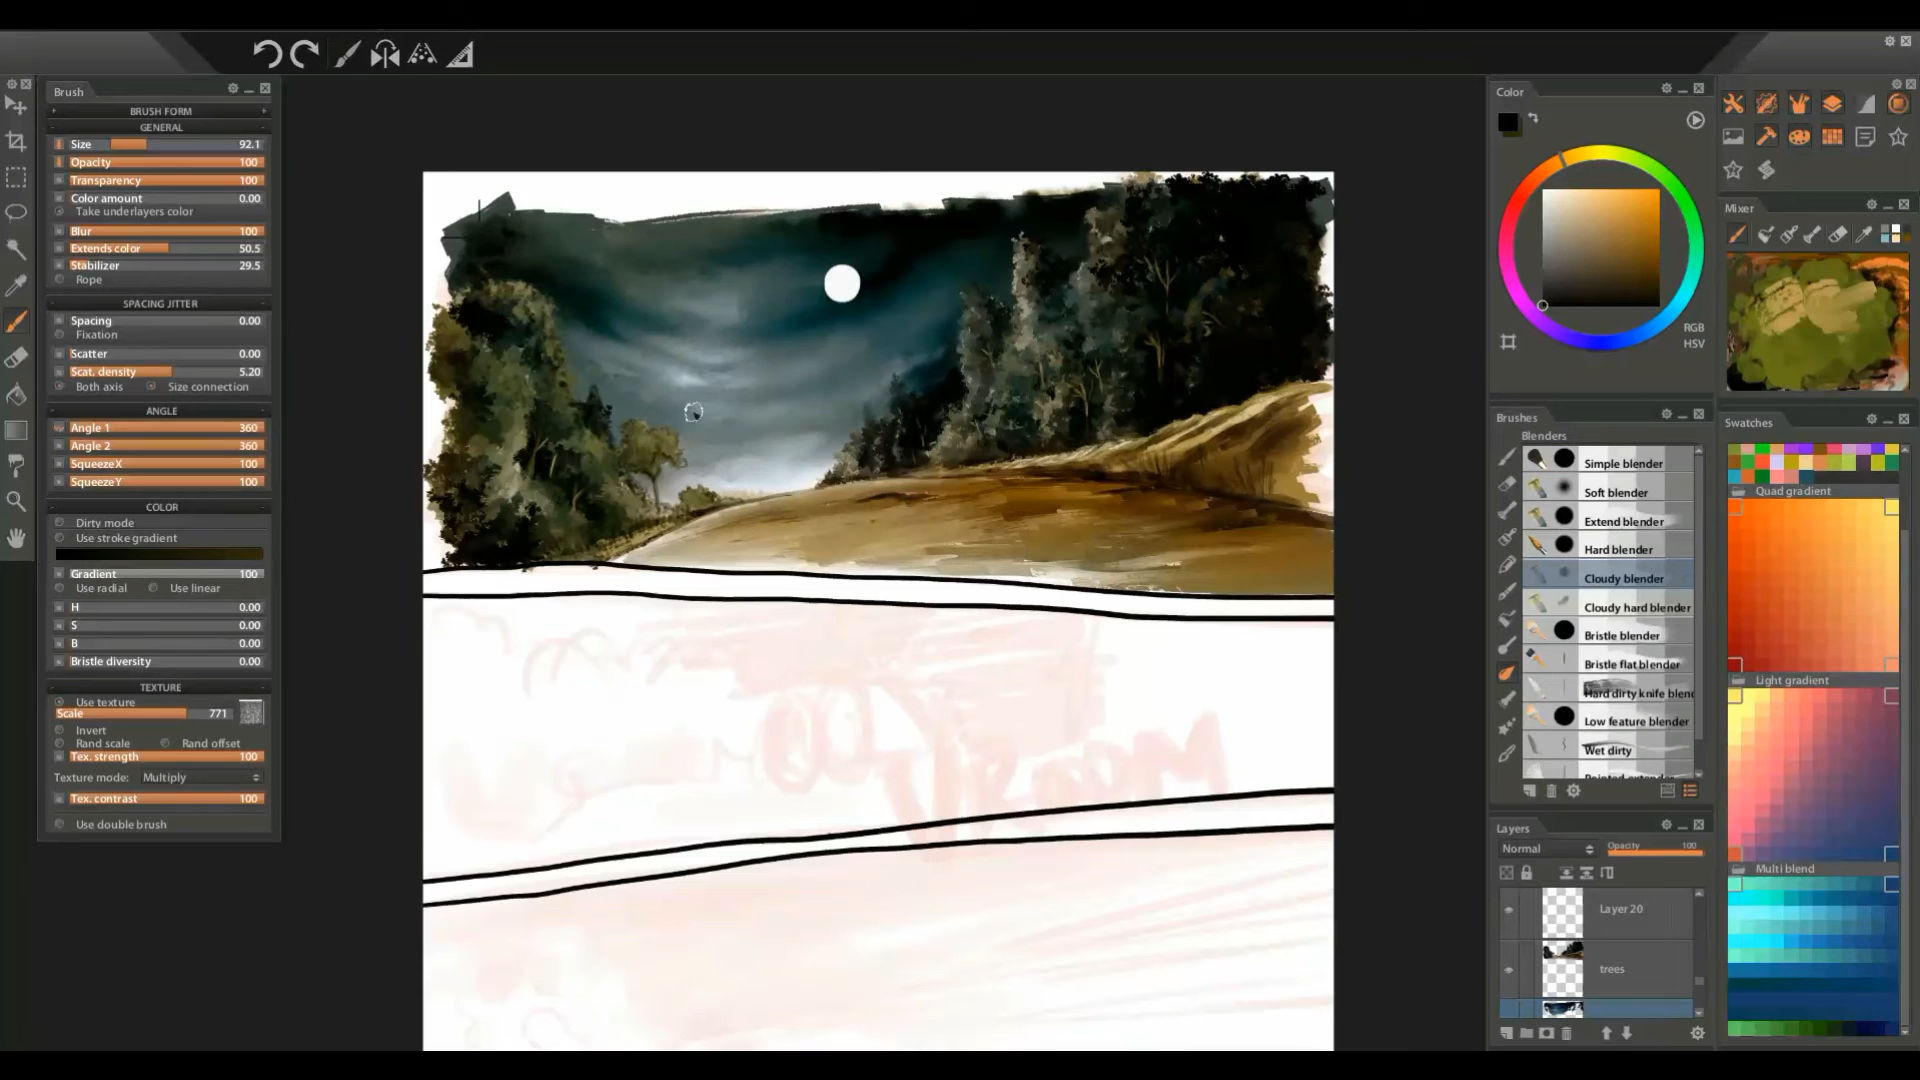 Brush
BRUSH FORM
GENERAL
Size 92.1
Opacity 100
Transparency 100
Color amount 0.00
Take underlayers color
Blur 100
Extends color 50.5
Stabilizer 29.5
Rope
SPACING JITTER
Spacing 0.00
Fixation
Scatter 0.00
Scat. density 5.20
Both axis Size connection
ANGLE
Angle 1 360
Angle 2 360
SqueezeX 100
SqueezeY 100
COLOR
Dirty mode
Use stroke gradient
Gradient 100
Use radial Use linear
H 0.00
S 0.00
B 0.00
Bristle diversity 0.00
TEXTURE
Use texture
Scale 771
Invert
Rand scale Rand offset
Tex. strength 100
Texture mode: Multiply
Tex. contrast 100
Use double brush
VROOM
Color
RGB
HSV
Brushes
Blenders
Simple blender
Soft blender
Extend blender
Hard blender
Cloudy blender
Cloudy hard blender
Bristle blender
Bristle flat blender
Hard dirty knife blend
Low feature blender
Wet dirty
Layers
Normal Opacity 100
Layer 20
trees
Mixer
Swatches
Quad gradient
Light gradient
Multi blend